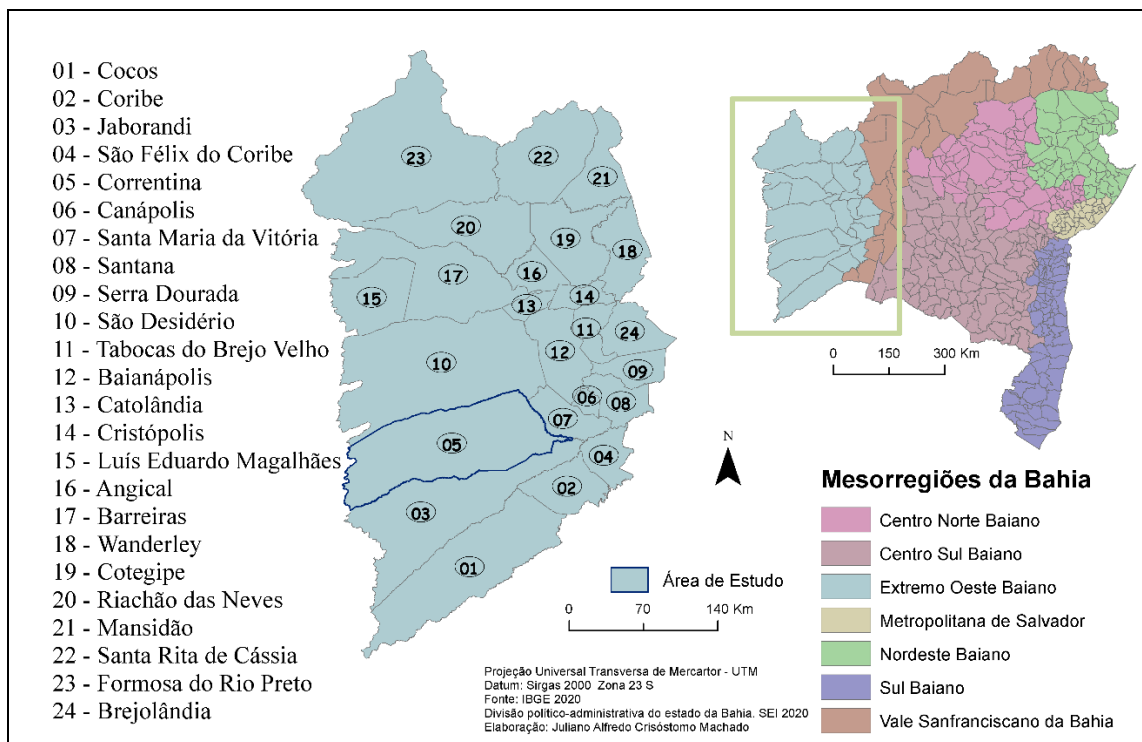 01 - Cocos
02 - Coribe
03 - Jaborandi
04 - São Félix do Coribe
05 - Correntina
06 - Canápolis
07 - Santa Maria da Vitória
08 - Santana
09 - Serra Dourada
10 - São Desidério
11 - Tabocas do Brejo Velho
12 - Baianápolis
13 - Catolândia
14 - Cristópolis
15 - Luís Eduardo Magalhães
16 - Angical
17 - Barreiras
18 - Wanderley
19 - Cotegipe
20 - Riachão das Neves
21 - Mansidão
22 - Santa Rita de Cássia
23 - Formosa do Rio Preto
24 - Brejolândia
23
22
21
20
19
18
17
16
15
14
13
11
24
12
10
09
06
08
07
05
04
02
03
01
Área de Estudo
0 70 140 Km
Projeção Universal Transversa de Mercartor - UTM
Datum: Sirgas 2000 Zona 23 S
Fonte: IBGE 2020
Divisão político-administrativa do estado da Bahia. SEI 2020
Elaboração: Juliano Alfredo Crisóstomo Machado
0 150 300 Km
N
Mesorregiões da Bahia
Centro Norte Baiano
Centro Sul Baiano
Extremo Oeste Baiano
Metropolitana de Salvador
Nordeste Baiano
Sul Baiano
Vale Sanfranciscano da Bahia